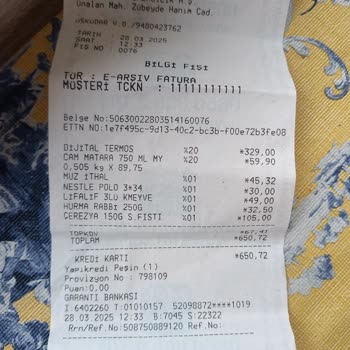 Ünalan Mah. Zübeyde Hanım Cad.
ÜSKÜDAR V.D./9400423762
TARİH : 28 03 2025
SAAT : 12:33
FİŞ NO : 0076
BİLGİ FİŞİ
TÜR : E-ARŞİV FATURA
MÜŞTERİ TCKN : 11111111111
Belge No:50630022803514160076
ETTN NO:1e7f495c-9d13-40c2-bc3b-f00e72b3fe08
DİJİTAL TERMOS %20 *329,00
CAM MATARA 750 ML MY %20 *59,90
0,505 kg X 89,75
MUZ İTHAL %01 *45,32
NESTLE POLO 3*34 %01 *30,00
LİFALİF 3LÜ KMEYVE %01 *49,00
HURMA RABBİ 250G %01 *32,50
ÇEREZYA 150G S.FISTI %01 *105,00
TOPKDV *67,41
TOPLAM *650,72
KREDİ KARTI *650,72
Yapıkredi Peşin (1)
Provizyon No : 798109
Puan:0.00
GARANTİ BANKASI
I:6402260 T:01010157 52098872****1019
28 03 2025 12:33 B:7045 S:22322
Rrn/Ref.No:508750889120 Ref.No: